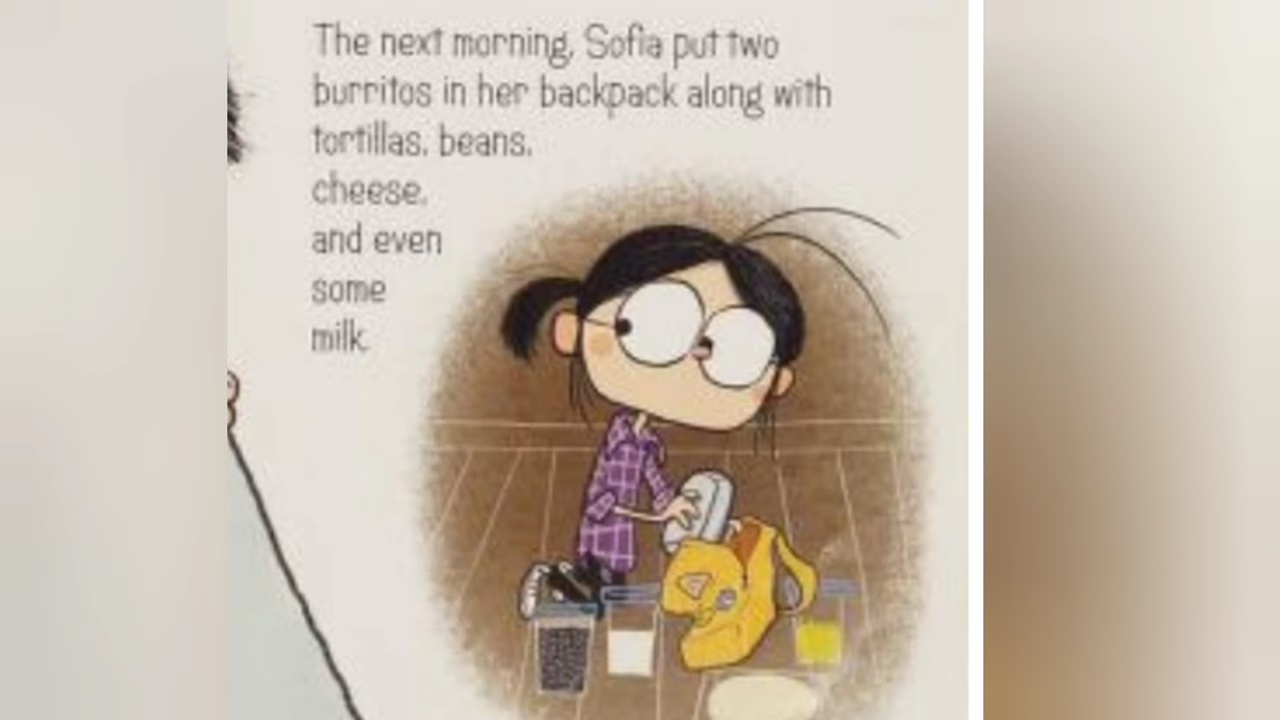 The next morning, Sofia put two
burritos in her backpack along with
tortillas, beans,
cheese,
and even
some
milk.